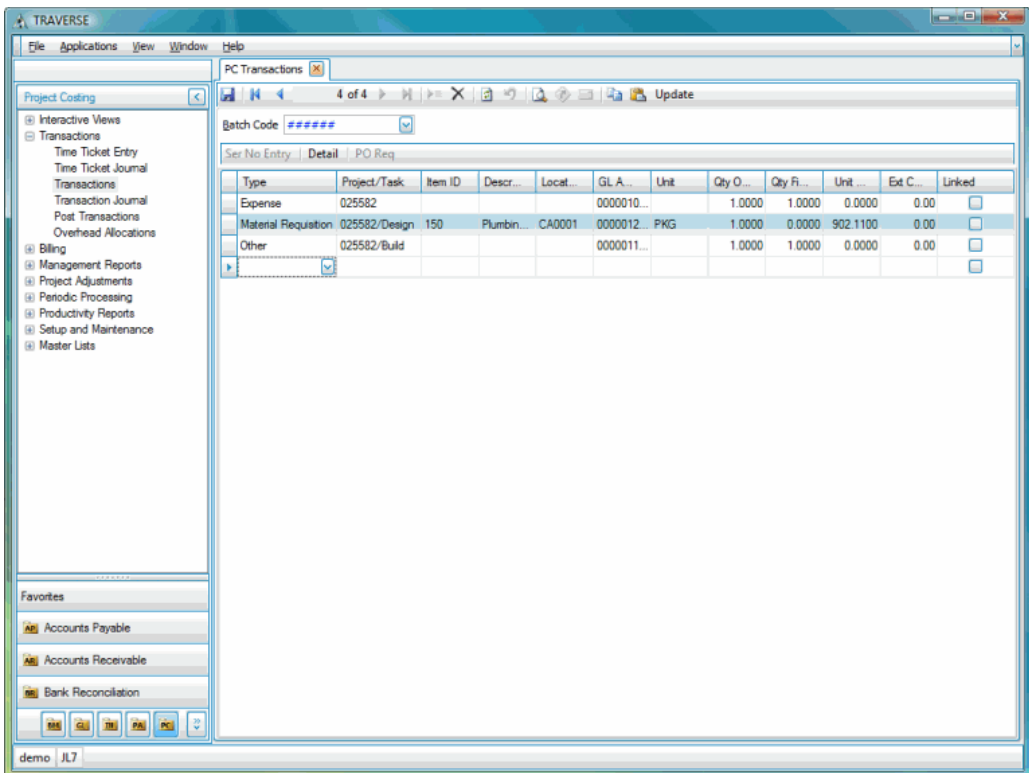 TRAVERSE
File Applications View Window Help
PC Transactions
Project Costing
4 of 4 Update
Interactive Views
Transactions
Time Ticket Entry
Time Ticket Journal
Transactions
Transaction Journal
Post Transactions
Overhead Allocations
Billing
Management Reports
Project Adjustments
Periodic Processing
Productivity Reports
Setup and Maintenance
Master Lists
Batch Code ######
Ser No Entry Detail PO Req
Type Project/Task Item ID Descr... Locat... GL A... Unit Qty O... Qty Fi... Unit ... Ext C... Linked
Expense 025582 0000010... 1.0000 1.0000 0.0000 0.00
Material Requisition 025582/Design 150 Plumbin... CA0001 0000012... PKG 1.0000 0.0000 902.1100 0.00
Other 025582/Build 0000011... 1.0000 1.0000 0.0000 0.00
Favorites
AP Accounts Payable
AR Accounts Receivable
BR Bank Reconciliation
GL PA PC
demo JL7